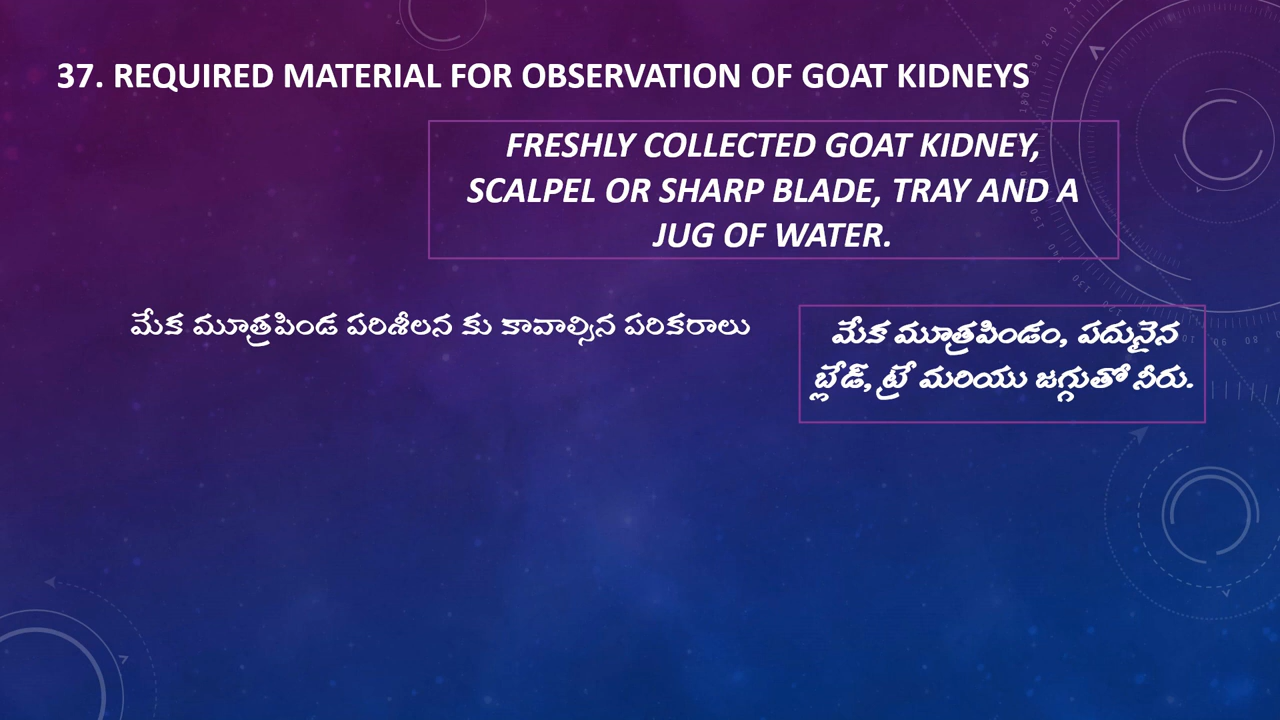 37. REQUIRED MATERIAL FOR OBSERVATION OF GOAT KIDNEYS
FRESHLY COLLECTED GOAT KIDNEY,
SCALPEL OR SHARP BLADE, TRAY AND A
JUG OF WATER.
మేక మూత్రపిండ పరిశీలన కు కావాల్సిన పరికరాలు
మేక మూత్రపిండం, పదునైన
బ్లేడ్, ట్రే మరియు జగ్గుతో నీరు.